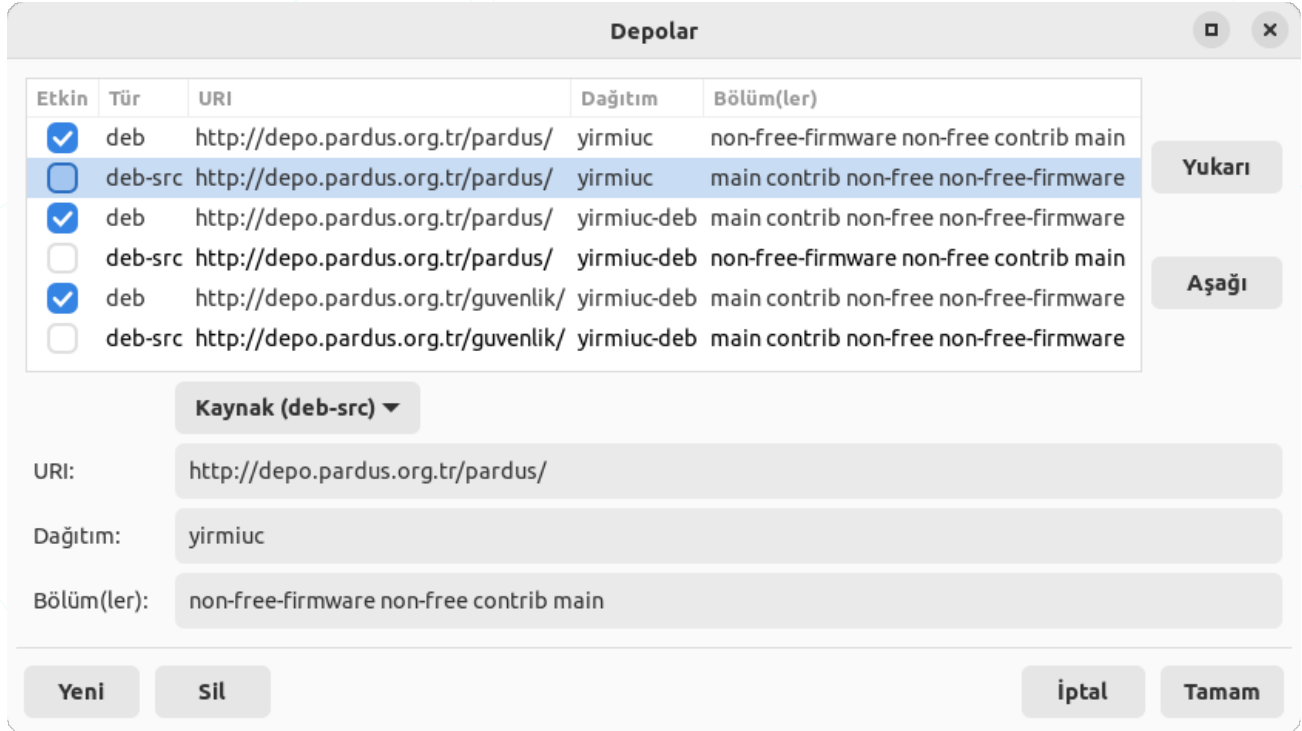 Depolar
Etkin Tür URI Dağıtım Bölüm(ler)
deb http://depo.pardus.org.tr/pardus/ yirmiuc non-free-firmware non-free contrib main
deb-src http://depo.pardus.org.tr/pardus/ yirmiuc main contrib non-free non-free-firmware
deb http://depo.pardus.org.tr/pardus/ yirmiuc-deb main contrib non-free non-free-firmware
deb-src http://depo.pardus.org.tr/pardus/ yirmiuc-deb non-free-firmware non-free contrib main
deb http://depo.pardus.org.tr/guvenlik/ yirmiuc-deb main contrib non-free non-free-firmware
deb-src http://depo.pardus.org.tr/guvenlik/ yirmiuc-deb main contrib non-free non-free-firmware
Yukarı
Aşağı
Kaynak (deb-src)
URI: http://depo.pardus.org.tr/pardus/
Dağıtım: yirmiuc
Bölüm(ler): non-free-firmware non-free contrib main
Yeni Sil İptal Tamam